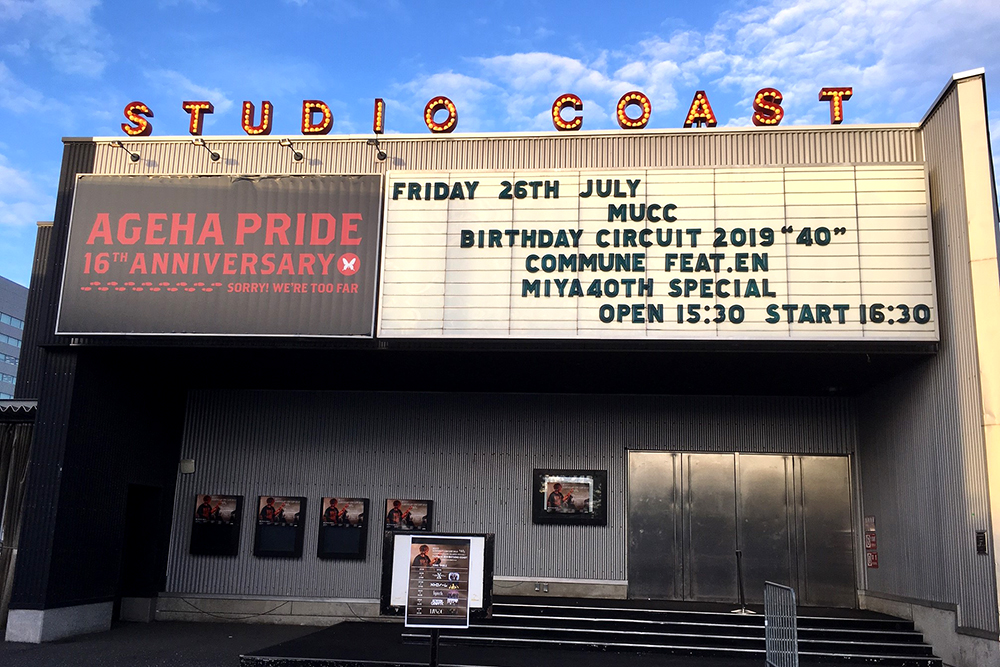 STUDIO COAST
AGEHA PRIDE
16TH ANNIVERSARY
SORRY! WE'RE TOO FAR
FRIDAY 26TH JULY
MUCC
BIRTHDAY CIRCUIT 2019 "40"
COMMUNE FEAT.EN
MIYA40TH SPECIAL
OPEN 15:30 START 16:30